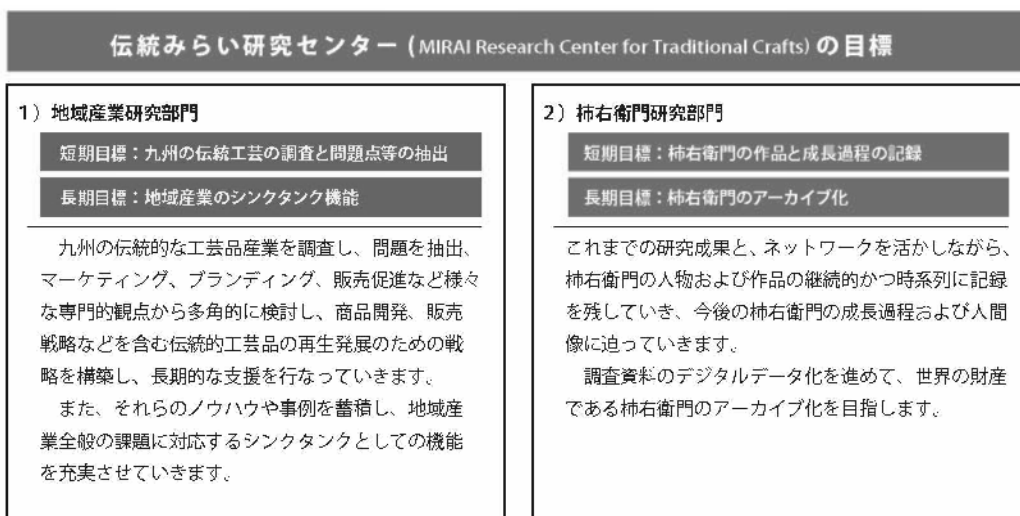 伝統みらい研究センター (MIRAI Research Center for Traditional Crafts) の目標
1）地域産業研究部門
短期目標：九州の伝統工芸の調査と問題点等の抽出
長期目標：地域産業のシンクタンク機能
九州の伝統的な工芸品産業を調査し、問題を抽出、
マーケティング、ブランディング、販売促進など様々
な専門的観点から多角的に検討し、商品開発、販売
戦略などを含む伝統的工芸品の再生発展のための戦
略を構築し、長期的な支援を行なっていきます。
また、それらのノウハウや事例を蓄積し、地域産
業全般の課題に対応するシンクタンクとしての機能
を充実させていきます。
2）柿右衛門研究部門
短期目標：柿右衛門の作品と成長過程の記録
長期目標：柿右衛門のアーカイブ化
これまでの研究成果と、ネットワークを活かしながら、
柿右衛門の人物および作品の継続的かつ時系列に記録
を残していき、今後の柿右衛門の成長過程および人間
像に迫っていきます。
調査資料のデジタルデータ化を進めて、世界の財産
である柿右衛門のアーカイブ化を目指します。